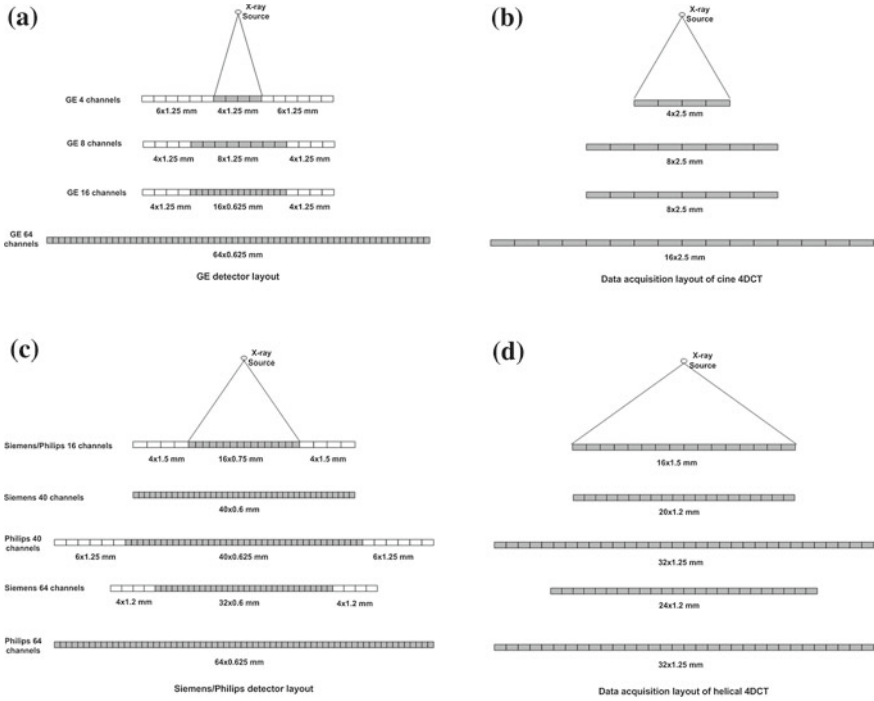 (a)
X-ray
Source
GE 4 channels
6x1.25 mm 4x1.25 mm 6x1.25 mm
GE 8 channels
4x1.25 mm 8x1.25 mm 4x1.25 mm
GE 16 channels
4x1.25 mm 16x0.625 mm 4x1.25 mm
GE 64
channels
64x0.625 mm
GE detector layout
(b)
X-ray
Source
4x2.5 mm
8x2.5 mm
8x2.5 mm
16x2.5 mm
Data acquisition layout of cine 4DCT
(c)
X-ray
Source
Siemens/Philips 16 channels
4x1.5 mm 16x0.75 mm 4x1.5 mm
Siemens 40 channels
40x0.6 mm
Philips 40
channels
6x1.25 mm 40x0.625 mm 6x1.25 mm
Siemens 64 channels
4x1.2 mm 32x0.6 mm 4x1.2 mm
Philips 64
channels
64x0.625 mm
Siemens/Philips detector layout
(d)
X-ray
Source
16x1.5 mm
20x1.2 mm
32x1.25 mm
24x1.2 mm
32x1.25 mm
Data acquisition layout of helical 4DCT